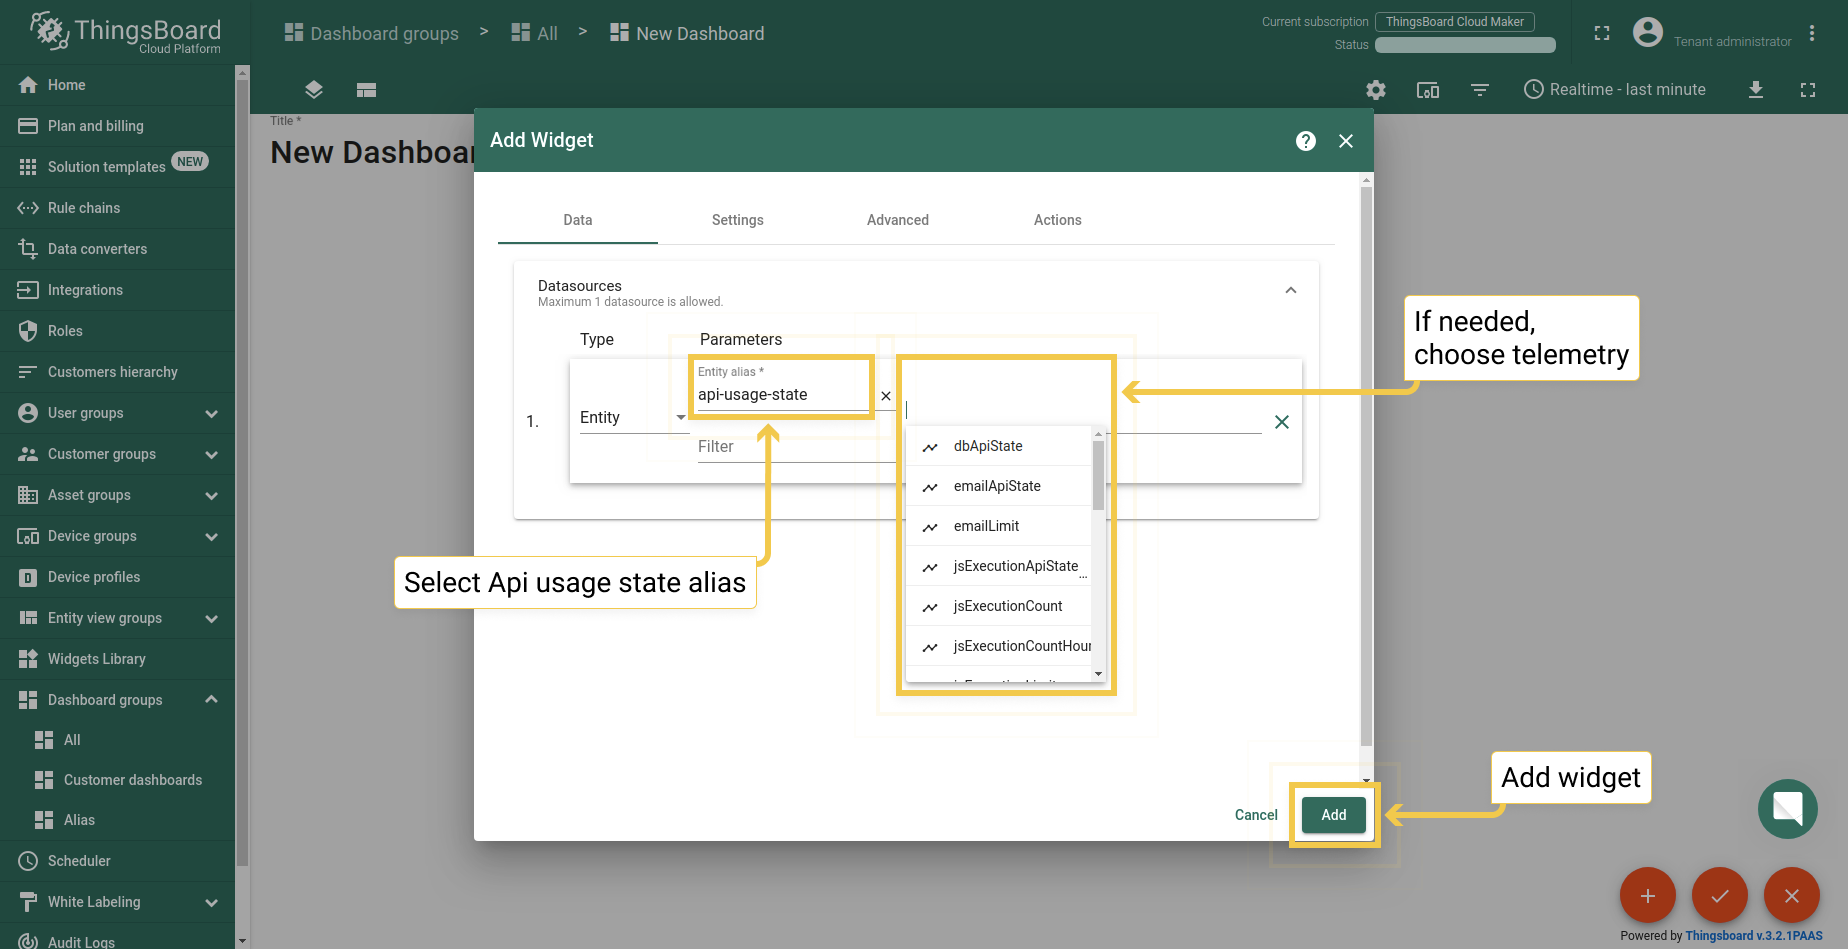 ThingsBoard
Cloud Platform
Dashboard groups > All > New Dashboard
Current subscription ThingsBoard Cloud Maker
Status
Tenant administrator
Realtime - last minute
Home
Plan and billing
Solution templates NEW
Rule chains
Data converters
Integrations
Roles
Customers hierarchy
User groups
Customer groups
Asset groups
Device groups
Device profiles
Entity view groups
Widgets Library
Dashboard groups
All
Customer dashboards
Alias
Scheduler
White Labeling
Audit Logs
Title *
New Dashboar
Add Widget
Data Settings Advanced Actions
Datasources
Maximum 1 datasource is allowed.
Type Parameters
1.
Entity
Entity alias *
api-usage-state
Filter
dbApiState
emailApiState
emailLimit
jsExecutionApiState
...
jsExecutionCount
jsExecutionCountHour
If needed,
choose telemetry
Select Api usage state alias
Add widget
Cancel Add
Powered by Thingsboard v.3.2.1PAAS